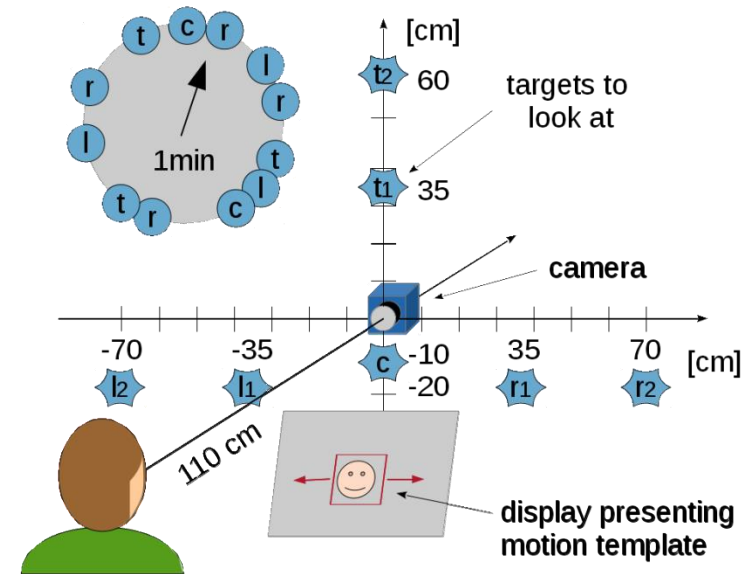 t
c
r
l
r
t
l
c
r
t
l
r
1min
[cm]
t2
60
t1
35
targets to
look at
camera
-70
-35
35
70
[cm]
-10
c
-20
l2
l1
r1
r2
110 cm
display presenting
motion template